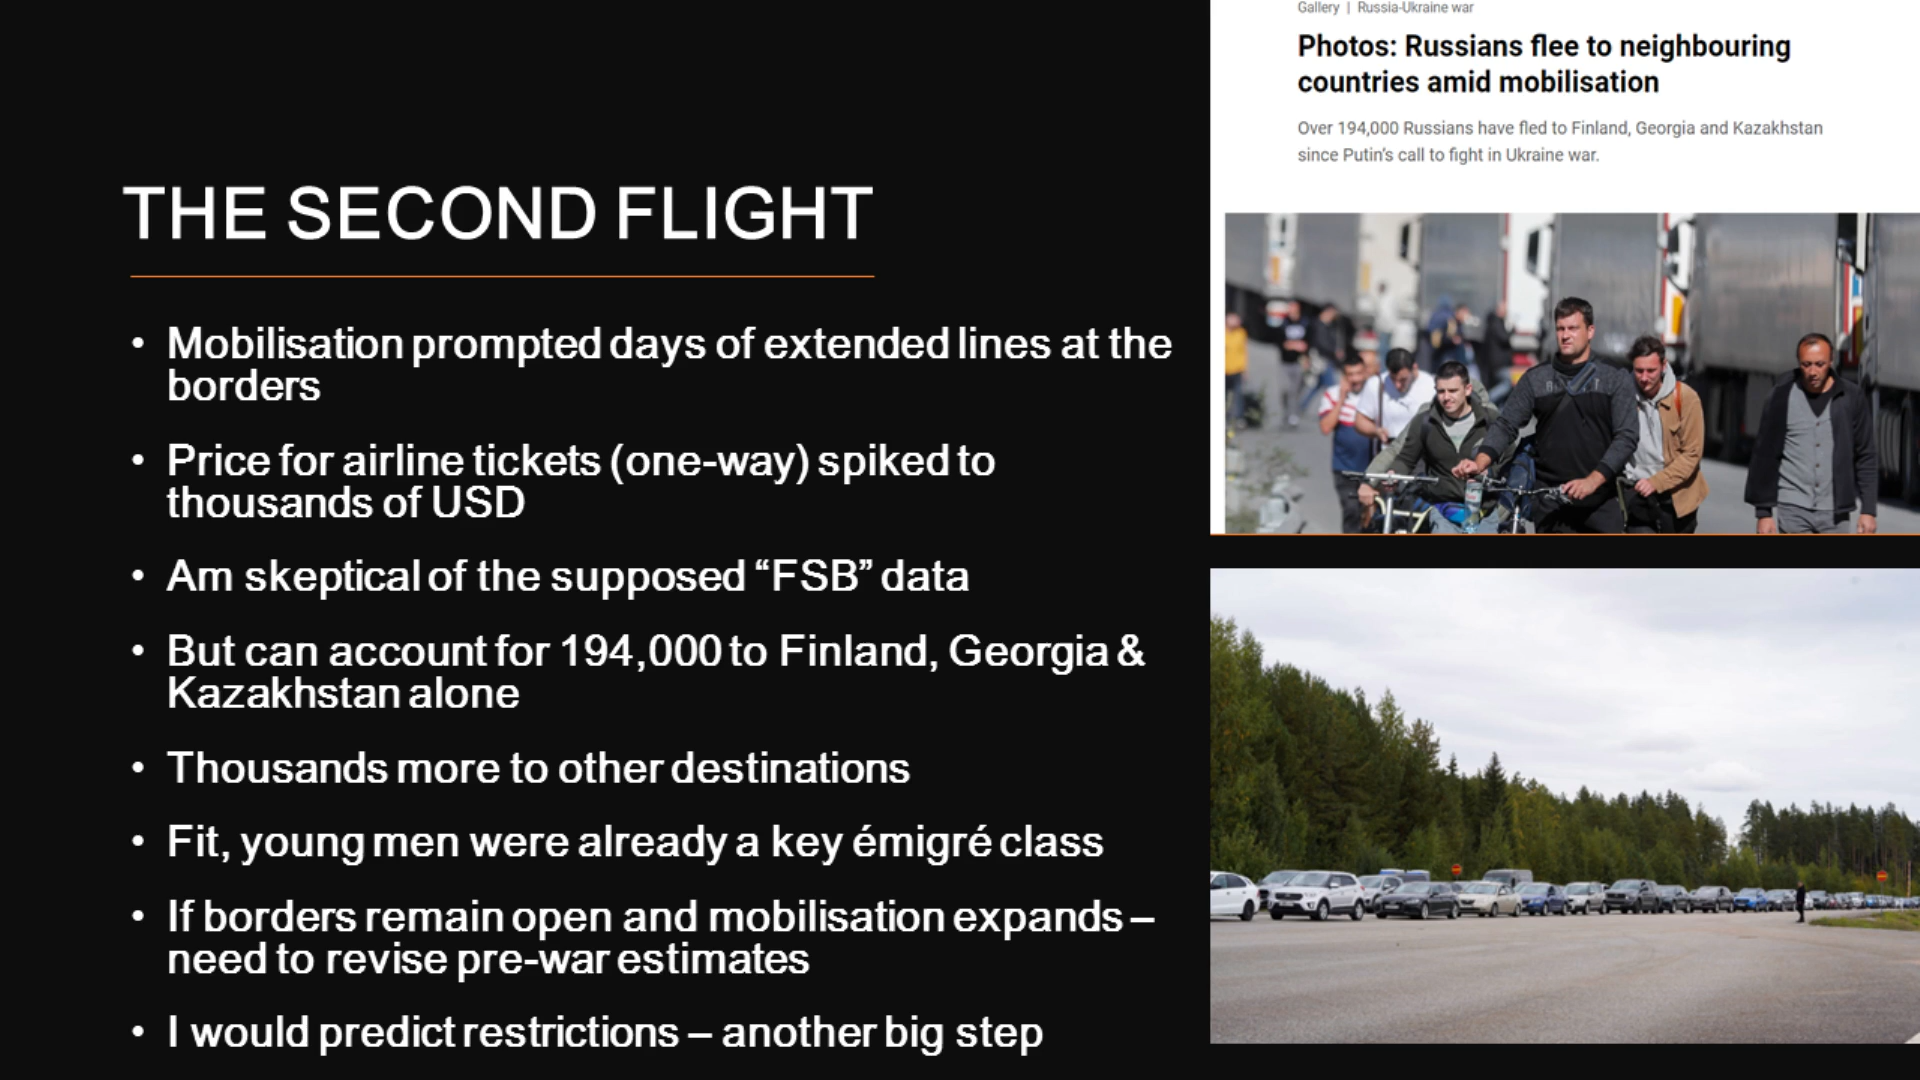 Gallery | Russia-Ukraine war
Photos: Russians flee to neighbouring
countries amid mobilisation
Over 194,000 Russians have fled to Finland, Georgia and Kazakhstan
since Putin’s call to fight in Ukraine war.
THE SECOND FLIGHT
• Mobilisation prompted days of extended lines at the
borders
• Price for airline tickets (one-way) spiked to
thousands of USD
• Am skeptical of the supposed “FSB” data
• But can account for 194,000 to Finland, Georgia &
Kazakhstan alone
• Thousands more to other destinations
• Fit, young men were already a key émigré class
• If borders remain open and mobilisation expands –
need to revise pre-war estimates
• I would predict restrictions – another big step